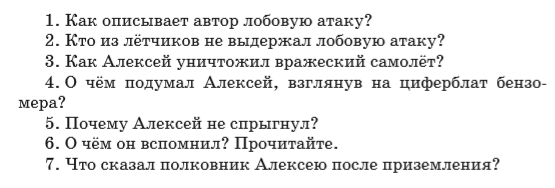 1. Как описывает автор лобовую атаку?
2. Кто из лётчиков не выдержал лобовую атаку?
3. Как Алексей уничтожил вражеский самолёт?
4. О чём подумал Алексей, взглянув на циферблат бензо-
мера?
5. Почему Алексей не спрыгнул?
6. О чём он вспомнил? Прочитайте.
7. Что сказал полковник Алексею после приземления?